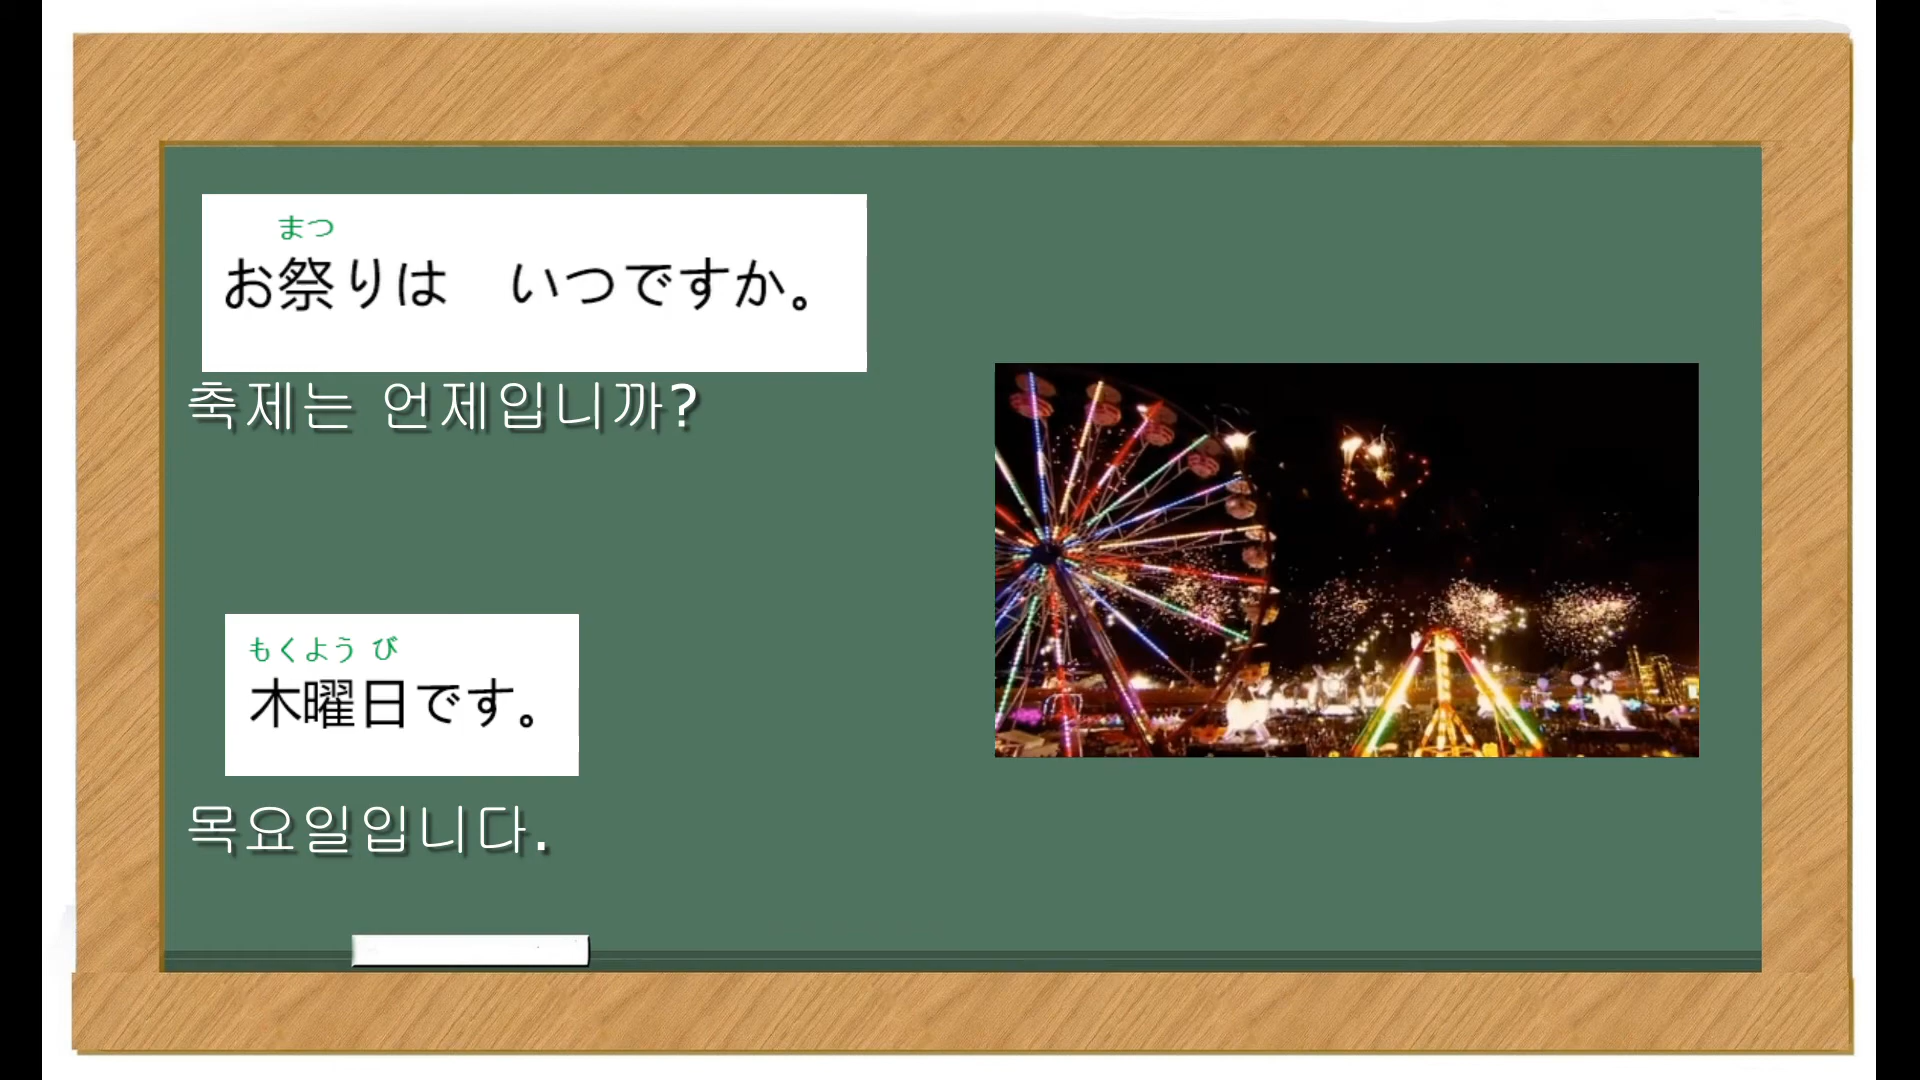 まつ
お祭りは　いつですか。
축제는 언제입니까?
もくよう び
木曜日です。
목요일입니다.